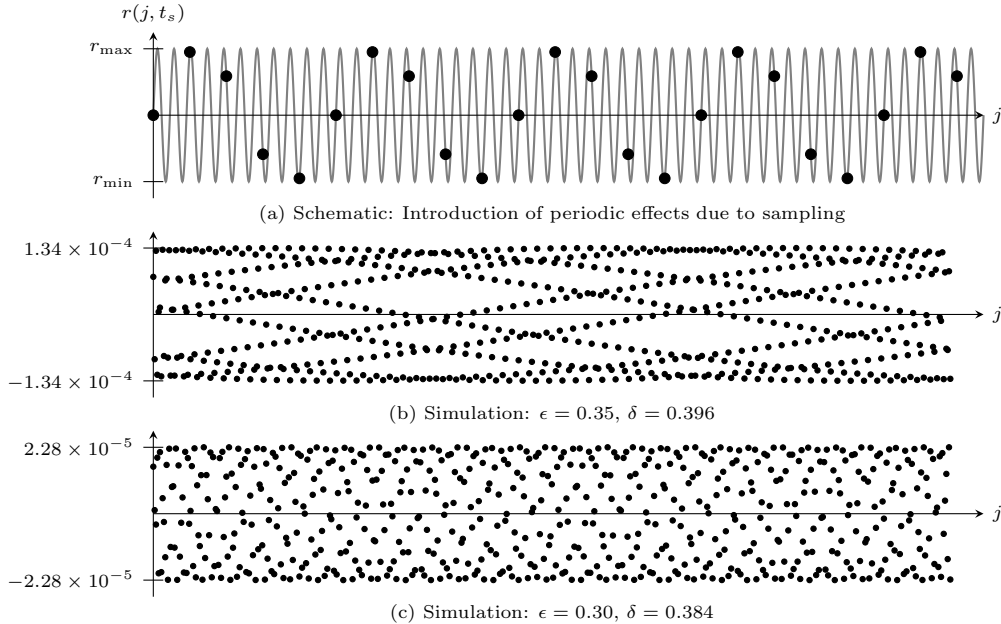 r(j, t_s)
r_max
j
r_min
(a) Schematic: Introduction of periodic effects due to sampling
1.34 × 10⁻⁴
j
−1.34 × 10⁻⁴
(b) Simulation: ϵ = 0.35, δ = 0.396
2.28 × 10⁻⁵
j
−2.28 × 10⁻⁵
(c) Simulation: ϵ = 0.30, δ = 0.384